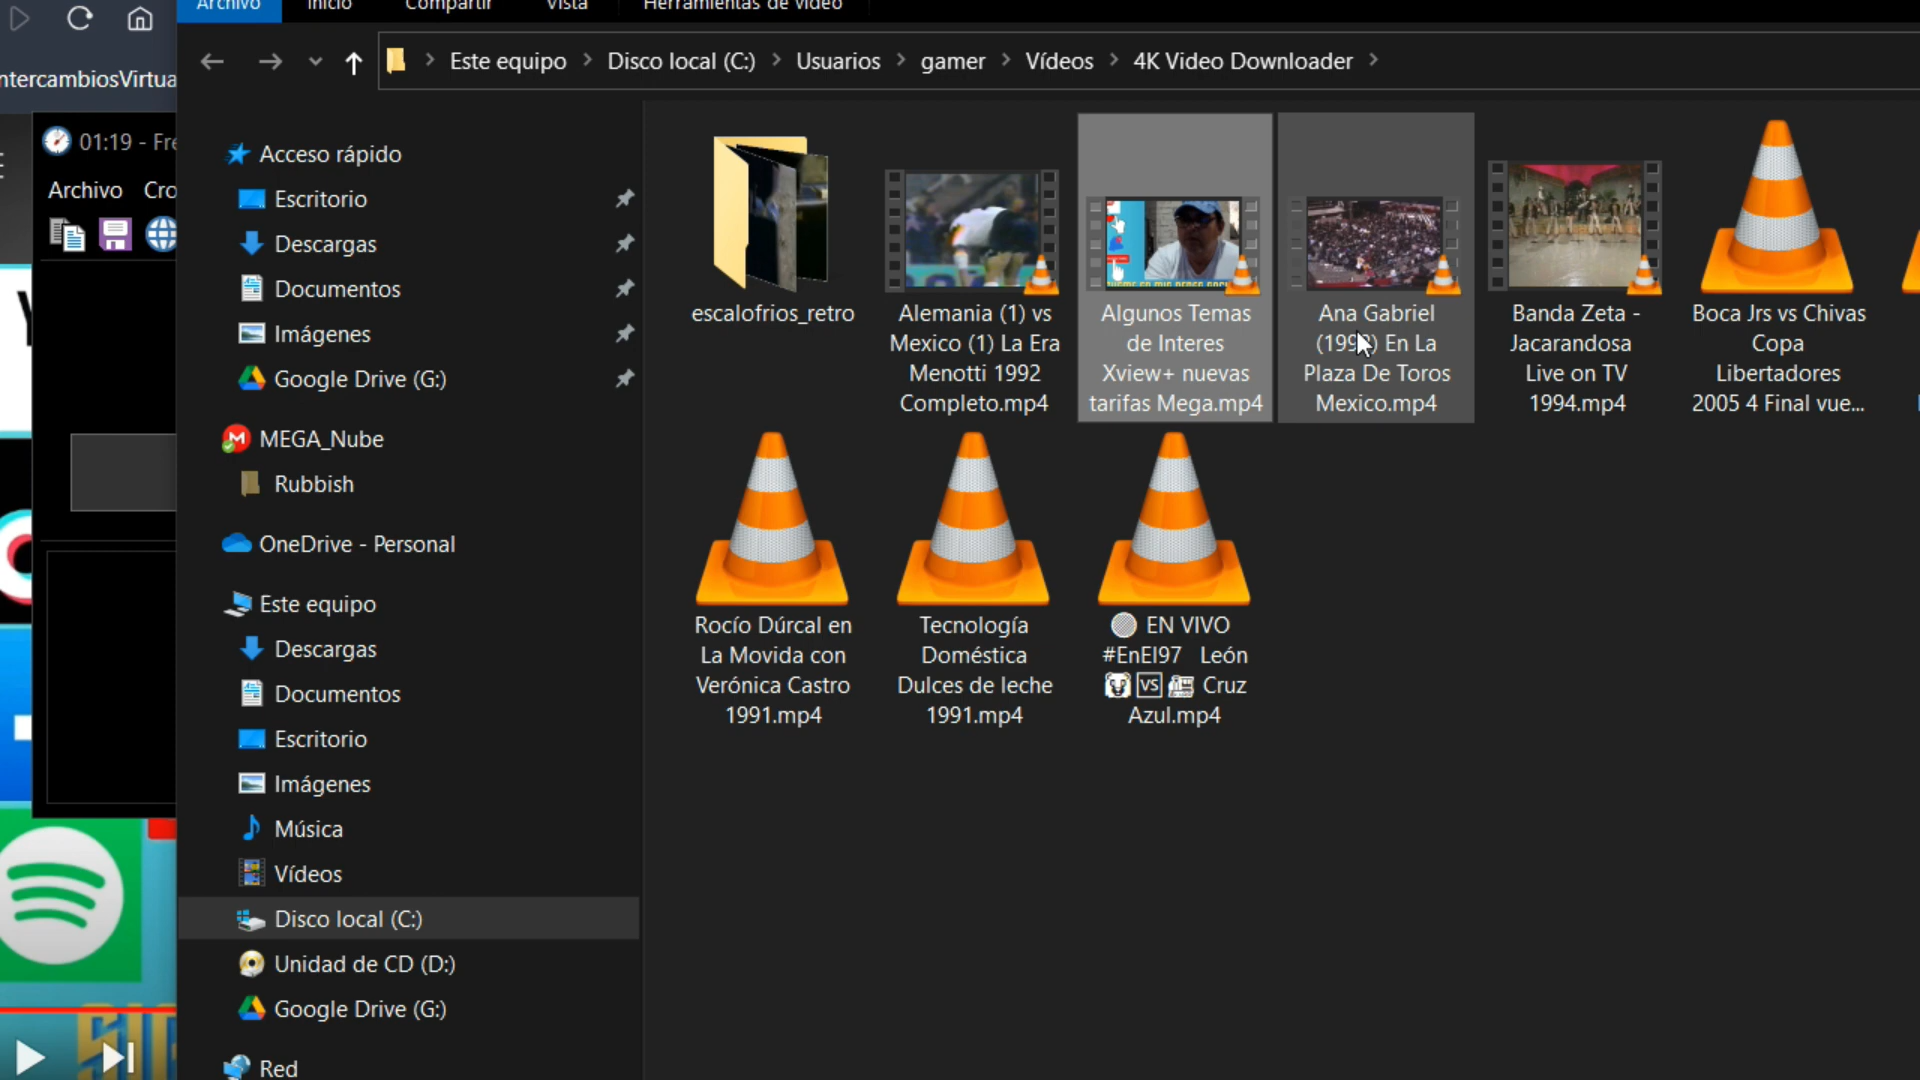 Archivo
Inicio
Compartir
Vista
Herramientas de video
Este equipo
Disco local (C:)
Usuarios
gamer
Vídeos
4K Video Downloader
ntercambiosVirtua
01:19 - Fre
Archivo
Cro
Acceso rápido
Escritorio
Descargas
Documentos
Imágenes
Google Drive (G:)
MEGA_Nube
Rubbish
OneDrive - Personal
Este equipo
Descargas
Documentos
Escritorio
Imágenes
Música
Vídeos
Disco local (C:)
Unidad de CD (D:)
Google Drive (G:)
Red
escalofrios_retro
Alemania (1) vs
Mexico (1) La Era
Menotti 1992
Completo.mp4
Algunos Temas
de Interes
Xview+ nuevas
tarifas Mega.mp4
Ana Gabriel
En La
Plaza De Toros
Mexico.mp4
Banda Zeta -
Jacarandosa
Live on TV
1994.mp4
Boca Jrs vs Chivas
Copa
Libertadores
2005 4 Final vue...
Rocío Dúrcal en
La Movida con
Verónica Castro
1991.mp4
Tecnología
Doméstica
Dulces de leche
1991.mp4
EN VIVO
#EnEl97 León
🆚 Cruz
Azul.mp4